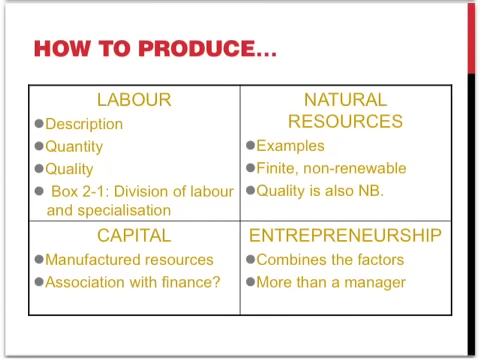 HOW TO PRODUCE...
LABOUR
●Description
●Quantity
●Quality
● Box 2-1: Division of labour
and specialisation
NATURAL
RESOURCES
●Examples
●Finite, non-renewable
●Quality is also NB.
CAPITAL
●Manufactured resources
●Association with finance?
ENTREPRENEURSHIP
●Combines the factors
●More than a manager